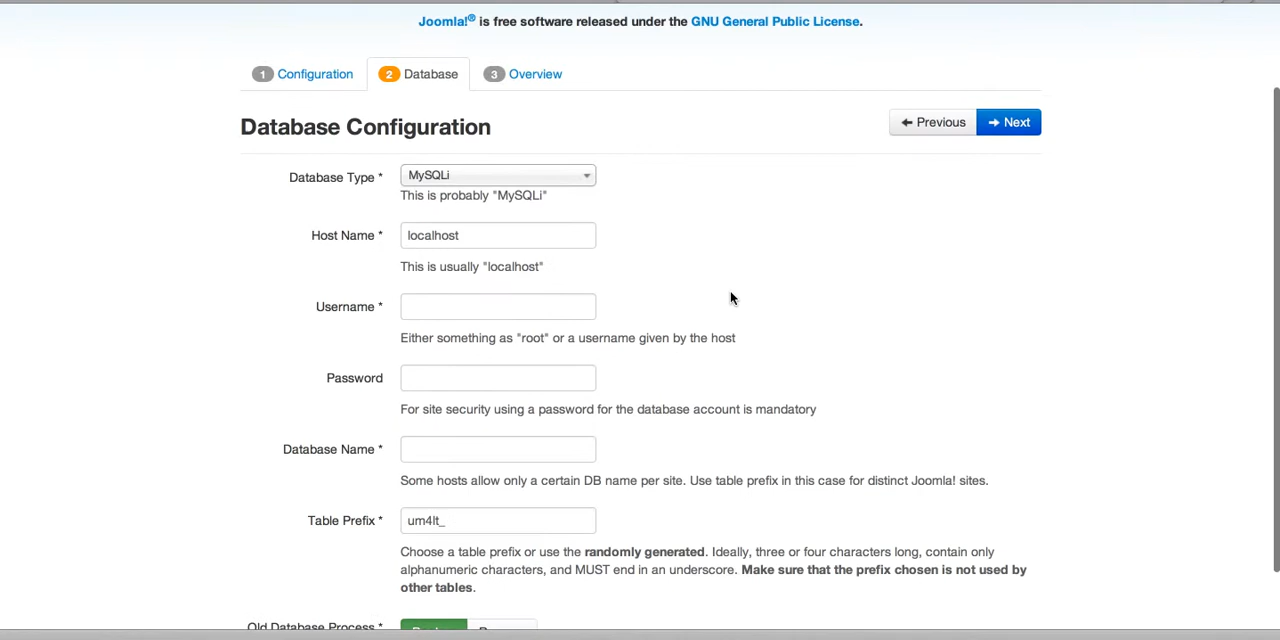 Joomla!® is free software released under the GNU General Public License.
1 Configuration 2 Database 3 Overview
Database Configuration
Previous Next
Database Type * MySQLi
This is probably "MySQLi"
Host Name * localhost
This is usually "localhost"
Username *
Either something as "root" or a username given by the host
Password
For site security using a password for the database account is mandatory
Database Name *
Some hosts allow only a certain DB name per site. Use table prefix in this case for distinct Joomla! sites.
Table Prefix * um4lt_
Choose a table prefix or use the randomly generated. Ideally, three or four characters long, contain only
alphanumeric characters, and MUST end in an underscore. Make sure that the prefix chosen is not used by
other tables.
Old Database Process *